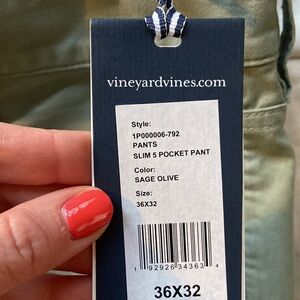 vineyardvines.com
Style:
1P000006-792
PANTS
SLIM 5 POCKET PANT
Color:
SAGE OLIVE
Size:
36X32
1 92926 34363 4
36X32